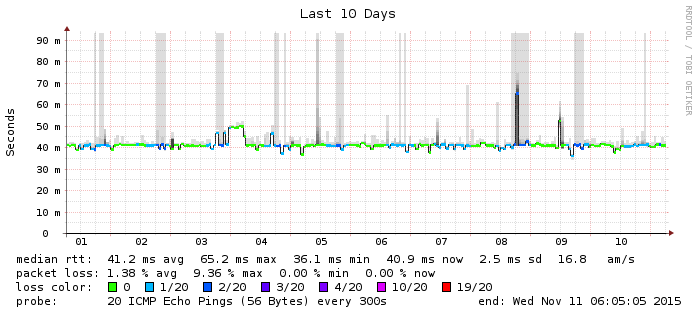 Last 10 Days
RRDTOOL / TOBI OETIKER
Seconds
90 m
80 m
70 m
60 m
50 m
40 m
30 m
20 m
10 m
0
01 02 03 04 05 06 07 08 09 10
median rtt: 41.2 ms avg 65.2 ms max 36.1 ms min 40.9 ms now 2.5 ms sd 16.8 am/s
packet loss: 1.38 % avg 9.36 % max 0.00 % min 0.00 % now
loss color: 0 1/20 2/20 3/20 4/20 10/20 19/20
probe: 20 ICMP Echo Pings (56 Bytes) every 300s end: Wed Nov 11 06:05:05 2015